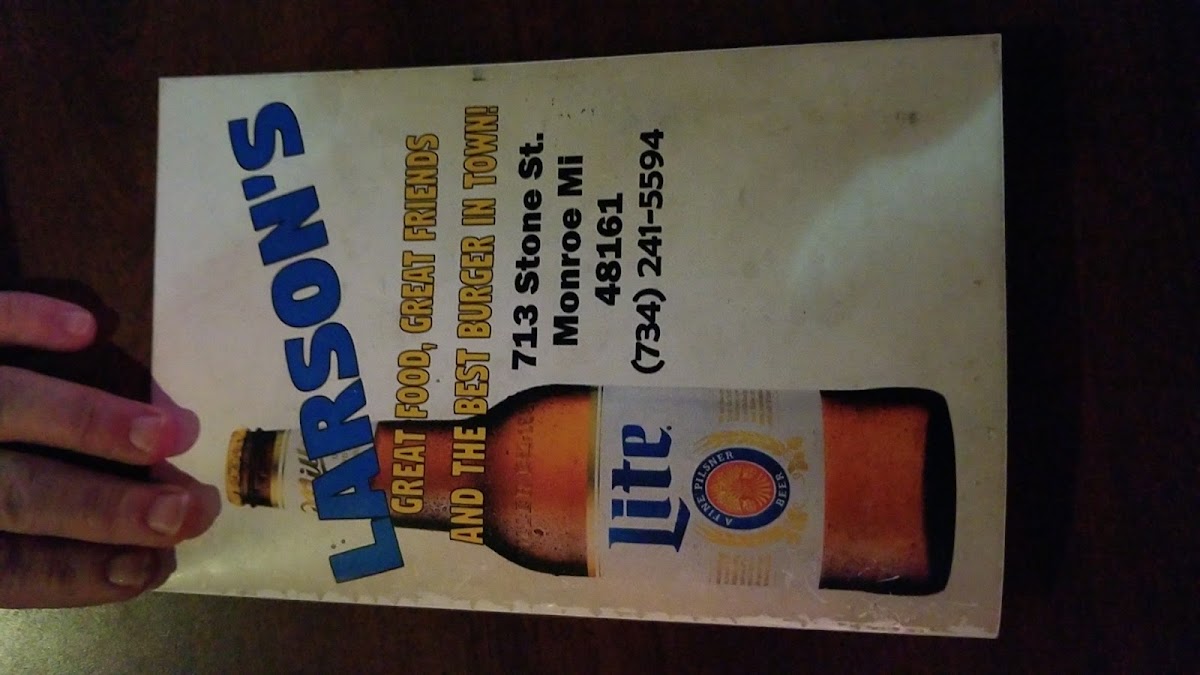 LARSON'S
GREAT FOOD, GREAT FRIENDS
AND THE BEST BURGER IN TOWN!
713 Stone St.
Monroe Mi
48161
(734) 241-5594
Lite
A FINE PILSNER
BEER